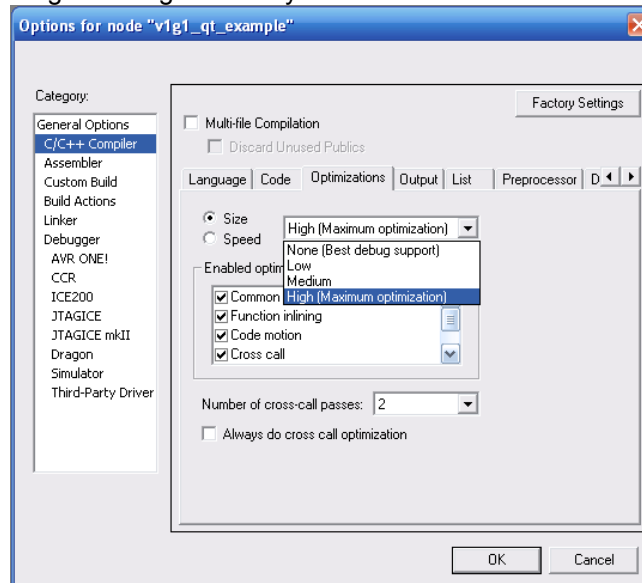 Options for node "v1g1_qt_example"
Category:
Factory Settings
General Options
C/C++ Compiler
Assembler
Custom Build
Build Actions
Linker
Debugger
AVR ONE!
CCR
ICE200
JTAGICE
JTAGICE mkII
Dragon
Simulator
Third-Party Driver
Multi-file Compilation
Discard Unused Publics
Language Code Optimizations Output List Preprocessor D
Size
Speed
High (Maximum optimization)
None (Best debug support)
Low
Medium
High (Maximum optimization)
Enabled optim
Common
Function inlining
Code motion
Cross call
Number of cross-call passes: 2
Always do cross call optimization
OK Cancel